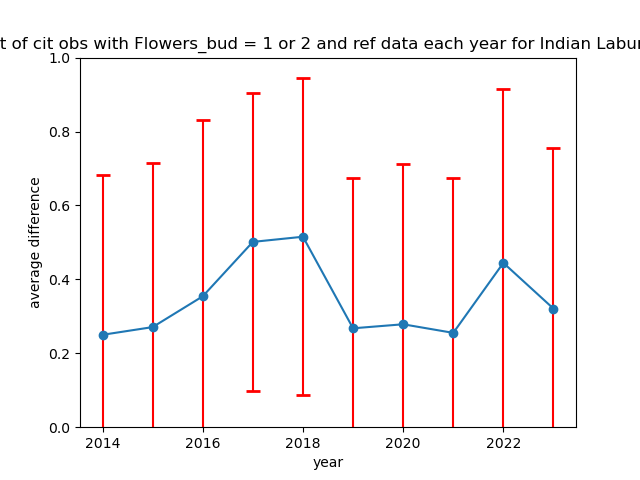 t of cit obs with Flowers_bud = 1 or 2 and ref data each year for Indian Labur
1.0
0.8
0.6
0.4
0.2
0.0
average difference
2014 2016 2018 2020 2022
year